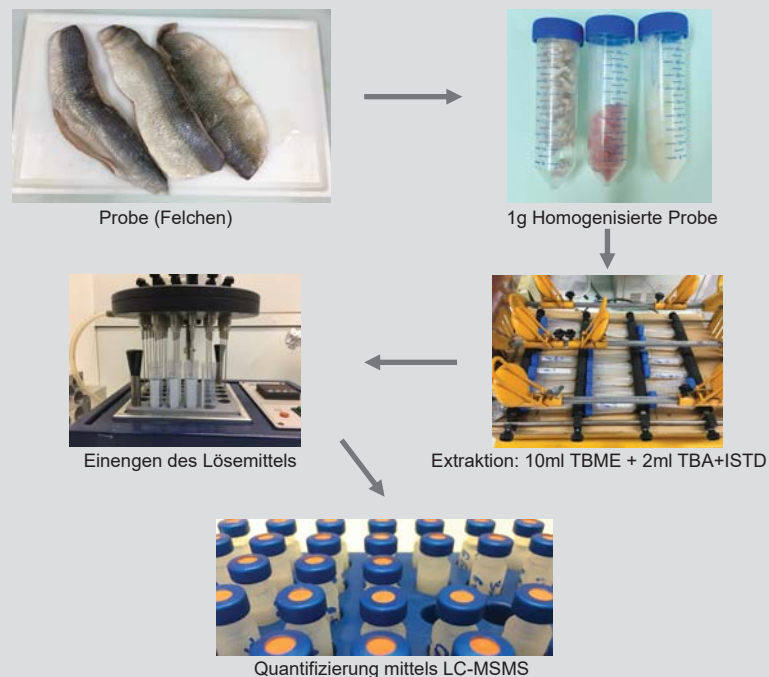 Probe (Felchen)
1g Homogenisierte Probe
Extraktion: 10ml TBME + 2ml TBA+ISTD
Einengen des Lösemittels
Quantifizierung mittels LC-MSMS